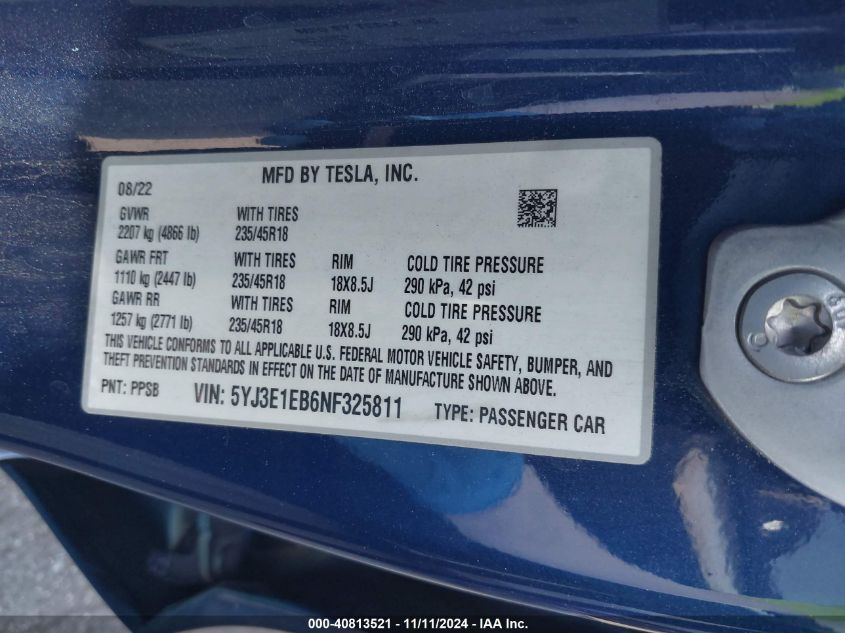 MFD BY TESLA, INC.
08/22
GVWR WITH TIRES
2207 kg (4866 lb) 235/45R18
GAWR FRT WITH TIRES RIM COLD TIRE PRESSURE
1110 kg (2447 lb) 235/45R18 18X8.5J 290 kPa, 42 psi
GAWR RR WITH TIRES RIM COLD TIRE PRESSURE
1257 kg (2771 lb) 235/45R18 18X8.5J 290 kPa, 42 psi
THIS VEHICLE CONFORMS TO ALL APPLICABLE U.S. FEDERAL MOTOR VEHICLE SAFETY, BUMPER, AND
THEFT PREVENTION STANDARDS IN EFFECT ON THE DATE OF MANUFACTURE SHOWN ABOVE.
PNT: PPSB VIN: 5YJ3E1EB6NF325811 TYPE: PASSENGER CAR
000-40813521 - 11/11/2024 - IAA Inc.